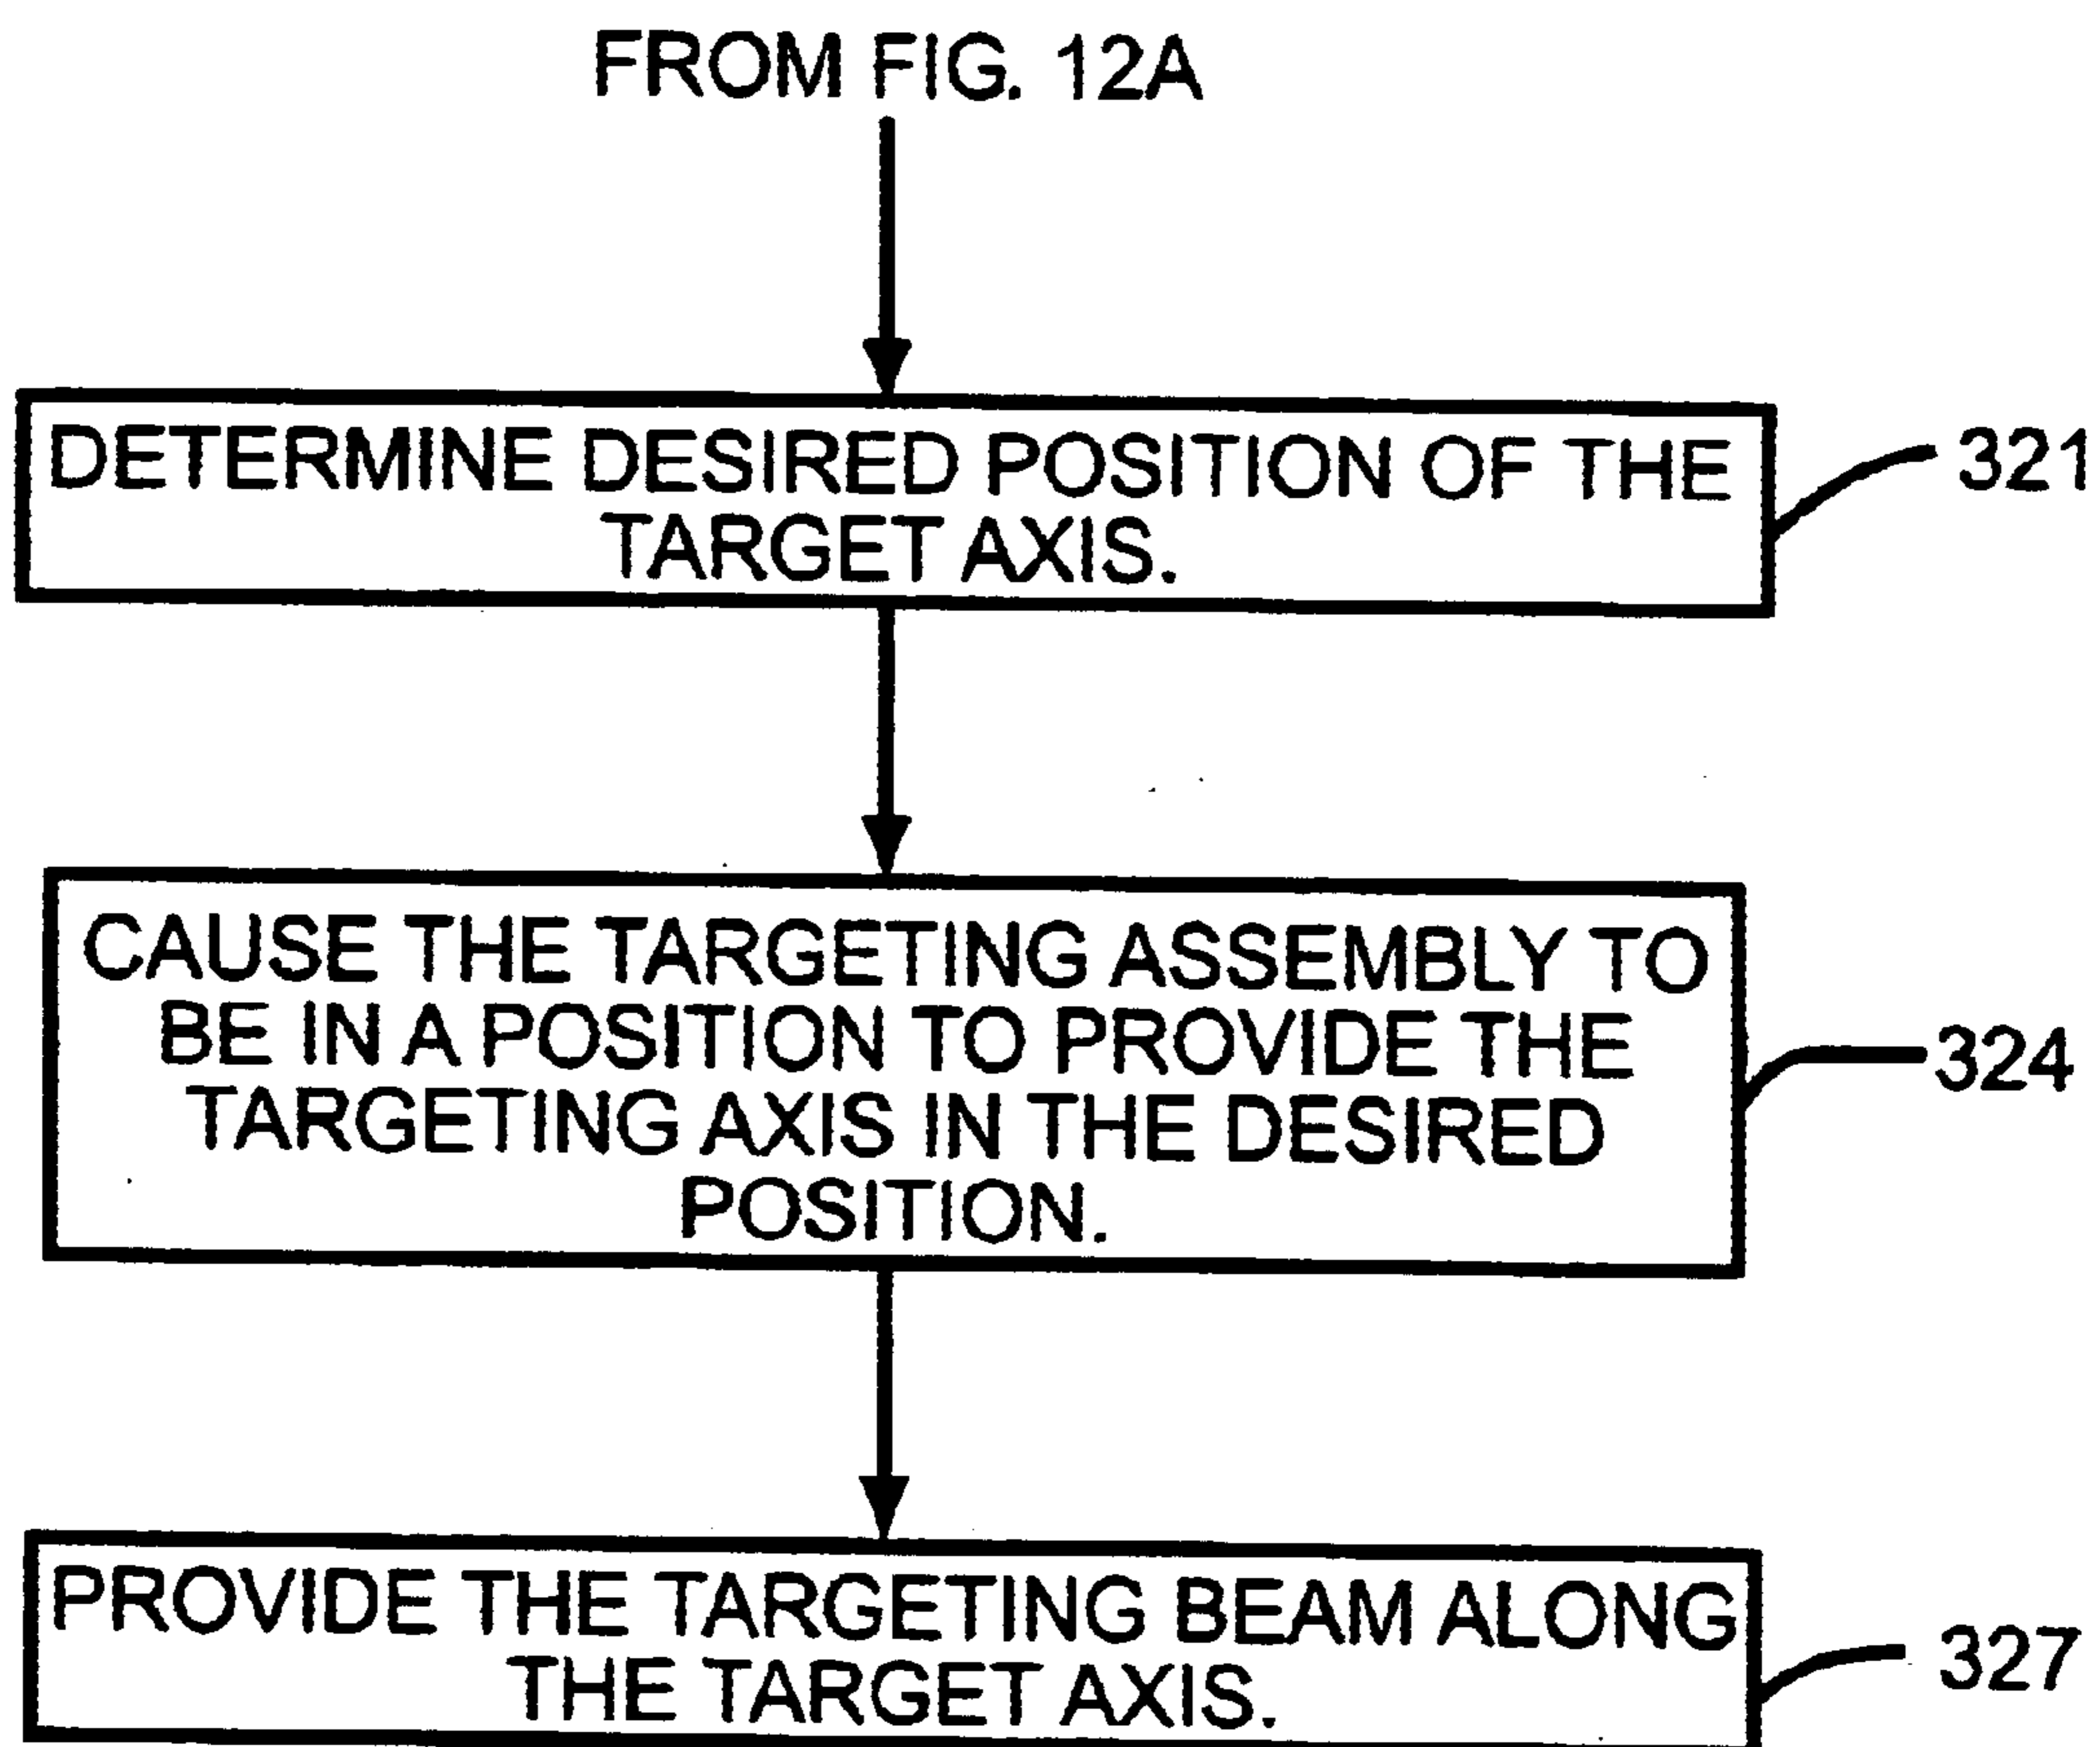 FROM FIG. 12A
DETERMINE DESIRED POSITION OF THE
TARGET AXIS.
321
CAUSE THE TARGETING ASSEMBLY TO
BE IN A POSITION TO PROVIDE THE
TARGETING AXIS IN THE DESIRED
POSITION.
324
PROVIDE THE TARGETING BEAM ALONG
THE TARGET AXIS.
327